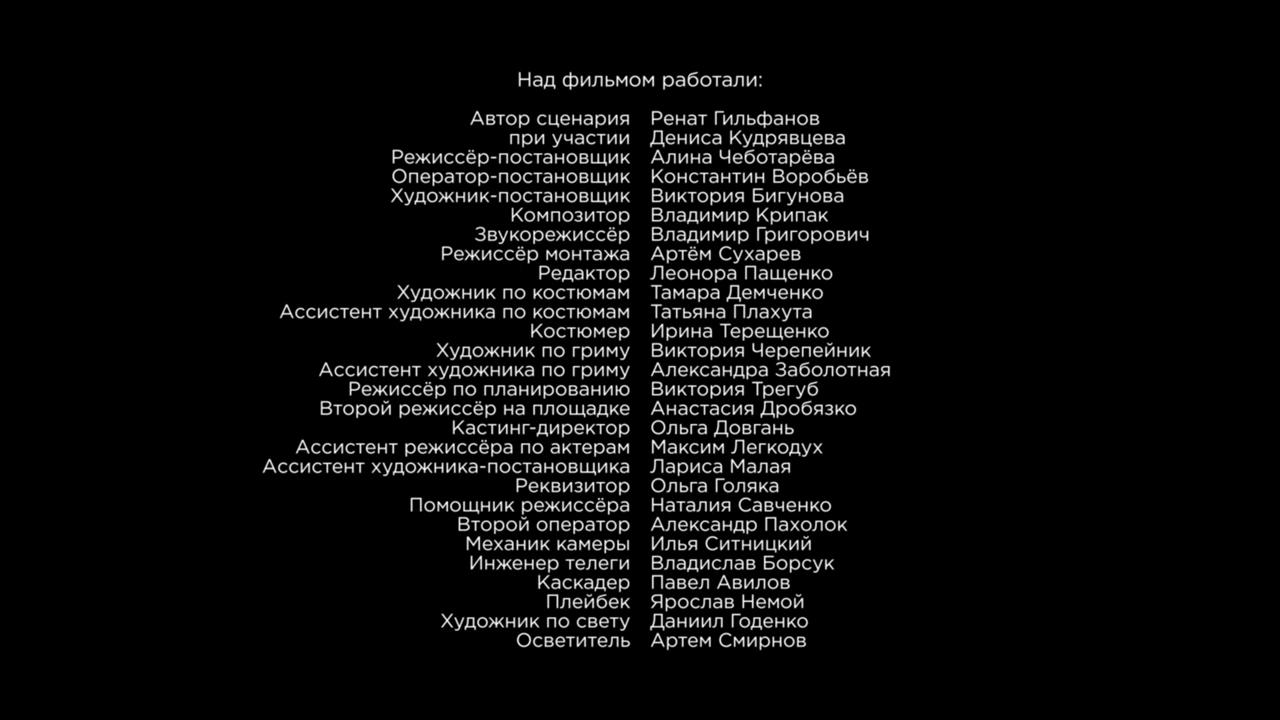 Над фильмом работали:
Автор сценария Ренат Гильфанов
при участии Дениса Кудрявцева
Режиссёр-постановщик Алина Чеботарёва
Оператор-постановщик Константин Воробьёв
Художник-постановщик Виктория Бигунова
Композитор Владимир Крипак
Звукорежиссёр Владимир Григорович
Режиссёр монтажа Артём Сухарев
Редактор Леонора Пащенко
Художник по костюмам Тамара Демченко
Ассистент художника по костюмам Татьяна Плахута
Костюмер Ирина Терещенко
Художник по гриму Виктория Черепейник
Ассистент художника по гриму Александра Заболотная
Режиссёр по планированию Виктория Трегуб
Второй режиссёр на площадке Анастасия Дробязко
Кастинг-директор Ольга Довгань
Ассистент режиссёра по актерам Максим Легкодух
Ассистент художника-постановщика Лариса Малая
Реквизитор Ольга Голяка
Помощник режиссёра Наталия Савченко
Второй оператор Александр Пахолок
Механик камеры Илья Ситницкий
Инженер телеги Владислав Борсук
Каскадер Павел Авилов
Плейбек Ярослав Немой
Художник по свету Даниил Годенко
Осветитель Артем Смирнов